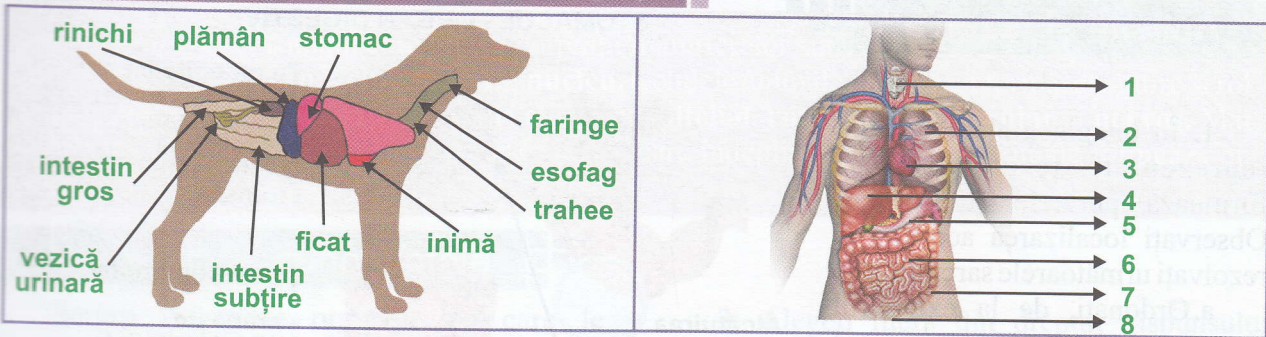 rinichi
plămân
stomac
faringe
esofag
trahee
inimă
ficat
intestin
subțire
intestin
gros
vezică
urinară
1
2
3
4
5
6
7
8